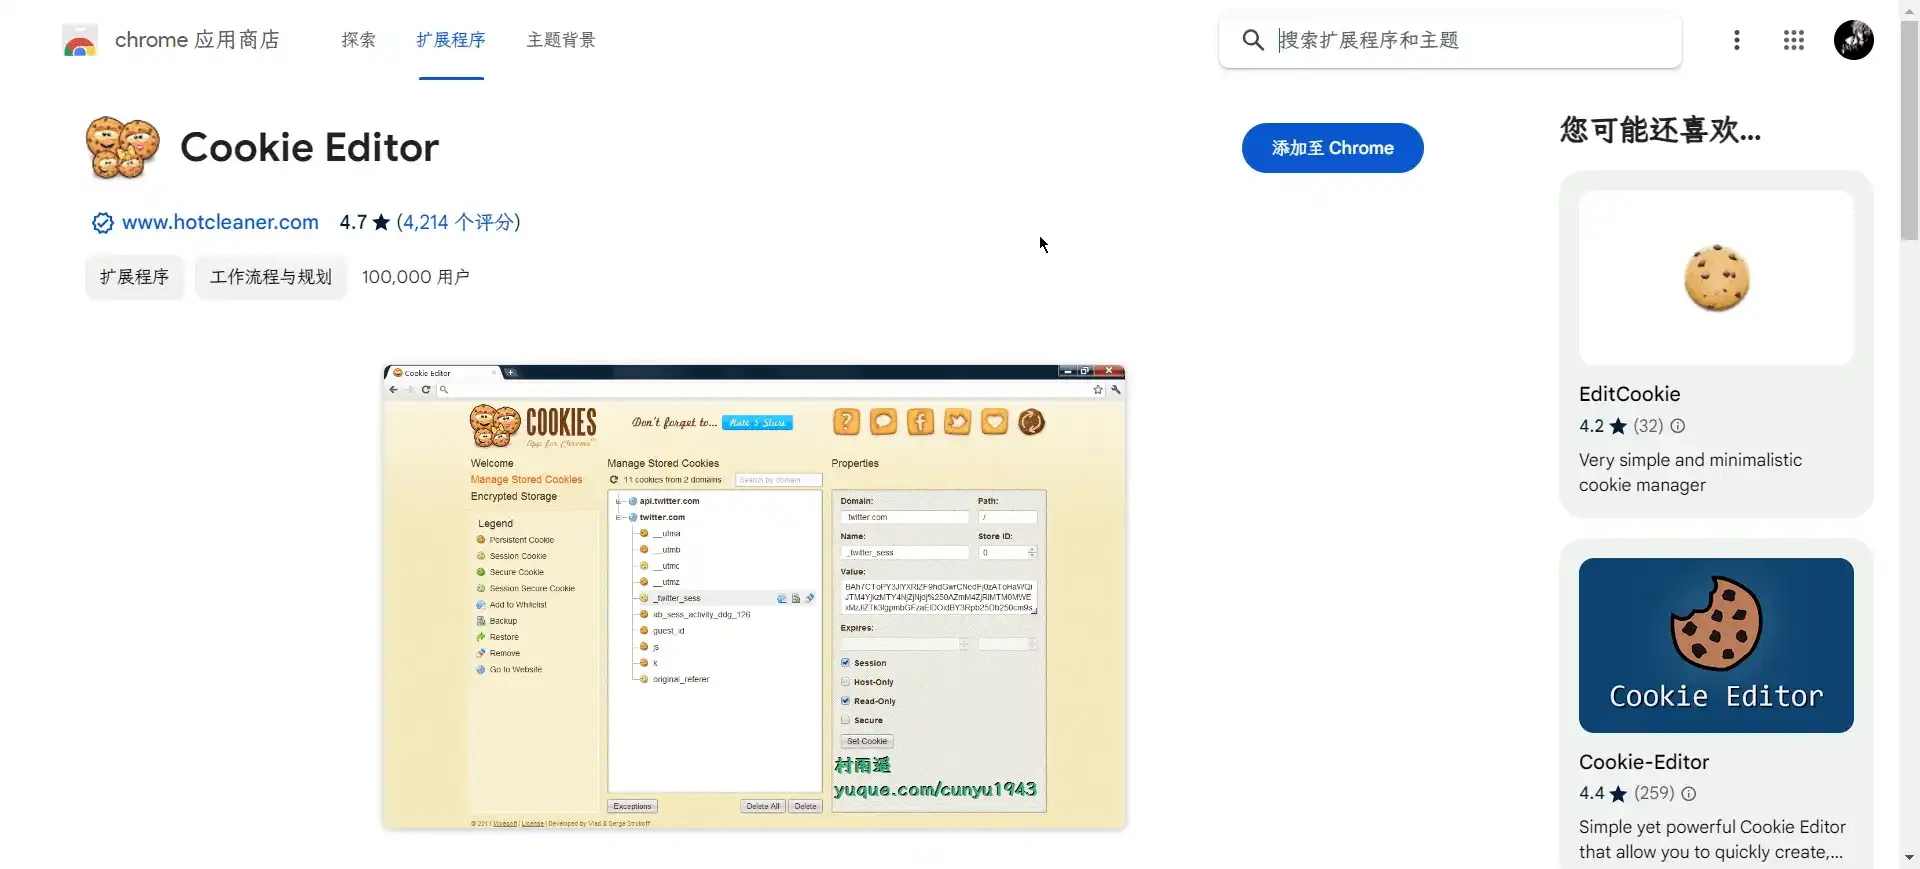 chrome 应用商店
探索
扩展程序
主题背景
搜索扩展程序和主题
Cookie Editor
添加至 Chrome
www.hotcleaner.com 4.7 ★ (4,214 个评分)
扩展程序
工作流程与规划
100,000 用户
Cookie Editor
COOKIES
App for Chrome
Don't forget to...
Rate 5 Stars
Welcome
Manage Stored Cookies
Encrypted Storage
Legend
Persistent Cookie
Session Cookie
Secure Cookie
Session Secure Cookie
Add to Whitelist
Backup
Restore
Remove
Go to Website
Manage Stored Cookies
11 cookies from 2 domains
Search by domain
api.twitter.com
twitter.com
__utma
__utmb
__utmc
__utmz
_twitter_sess
ab_sess_activity_ddg_126
guest_id
js
k
original_referer
Exceptions
Delete All
Delete
Properties
Domain:
Path:
twitter.com
/
Name:
Store ID:
_twitter_sess
0
Value:
Expires:
Session
Host-Only
Read-Only
Secure
Set Cookie
村雨遥
yuque.com/cunyu1943
© 2011 Wxesoft | License | Developed by Vlad & Serge Strukoff
您可能还喜欢...
EditCookie
4.2 ★ (32)
Very simple and minimalistic
cookie manager
Cookie Editor
Cookie-Editor
4.4 ★ (259)
Simple yet powerful Cookie Editor
that allow you to quickly create,...